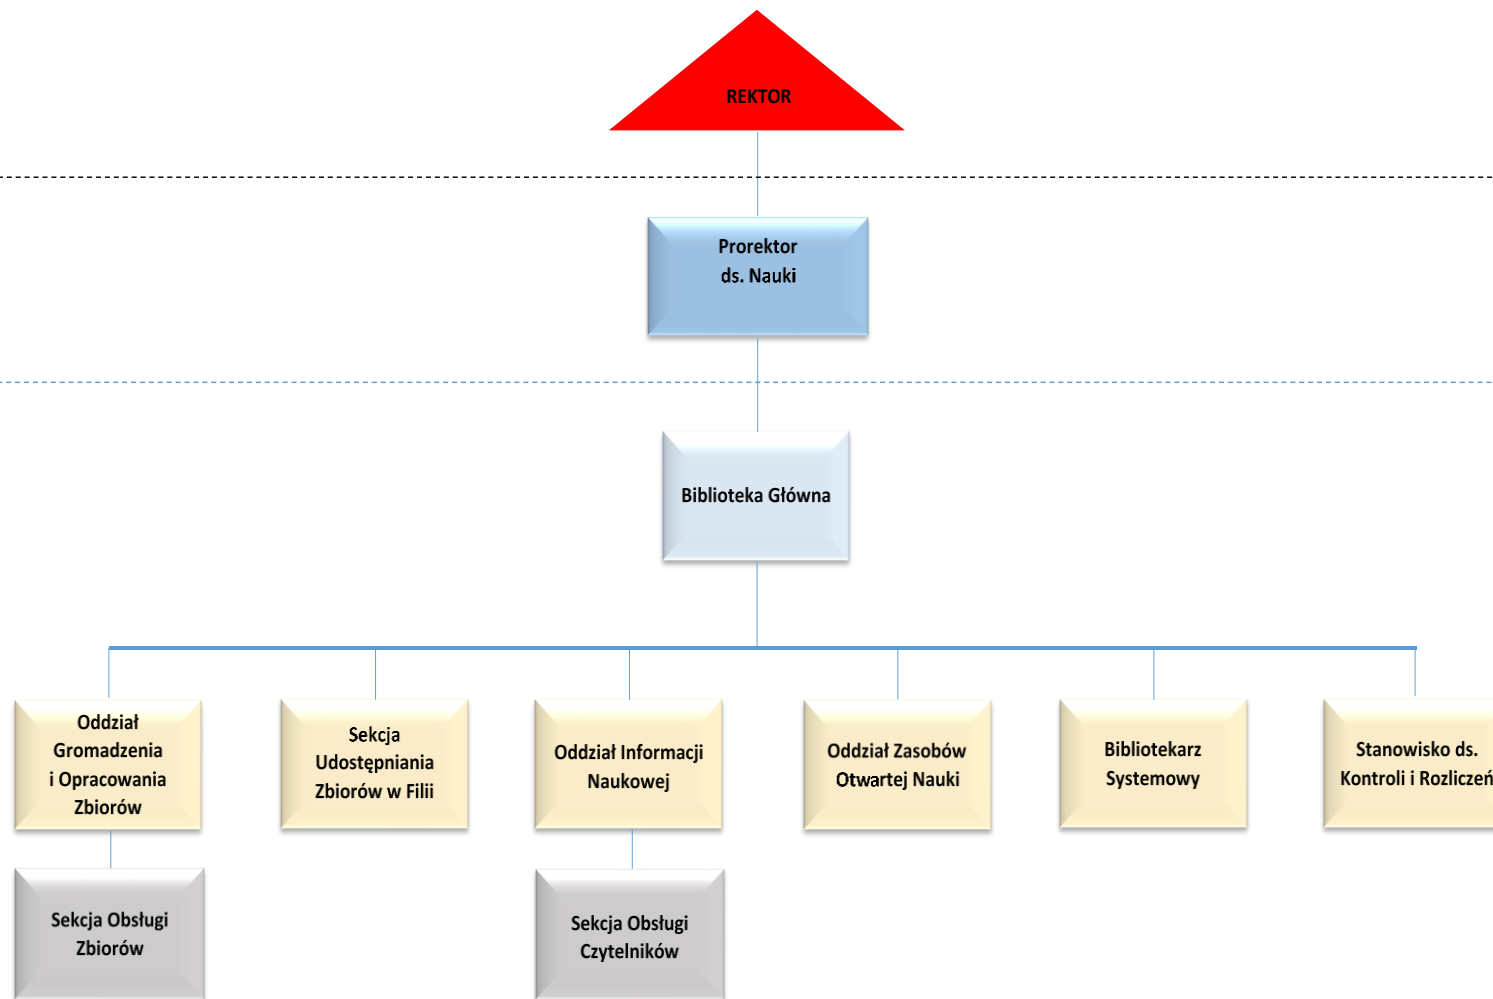 REKTOR
Prorektor
ds. Nauki
Biblioteka Główna
Oddział
Gromadzenia
i Opracowania
Zbiorów
Sekcja
Udostępniania
Zbiorów w Filii
Oddział Informacji
Naukowej
Oddział Zasobów
Otwartej Nauki
Bibliotekarz
Systemowy
Stanowisko ds.
Kontroli i Rozliczeń
Sekcja Obsługi
Zbiorów
Sekcja Obsługi
Czytelników